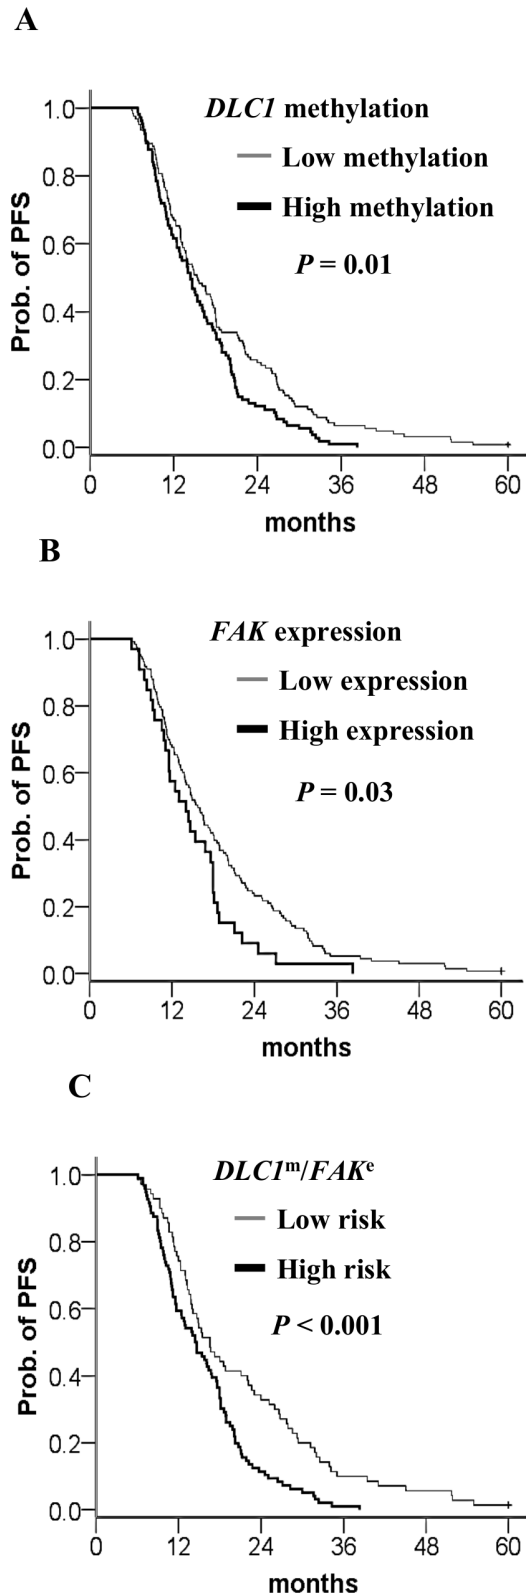 A
DLC1 methylation
Low methylation
High methylation
P = 0.01
Prob. of PFS
1.0
0.8
0.6
0.4
0.2
0.0
0 12 24 36 48 60
months
B
FAK expression
Low expression
High expression
P = 0.03
Prob. of PFS
1.0
0.8
0.6
0.4
0.2
0.0
0 12 24 36 48 60
months
C
DLC1ᵐ/FAKᵉ
Low risk
High risk
P < 0.001
Prob. of PFS
1.0
0.8
0.6
0.4
0.2
0.0
0 12 24 36 48 60
months